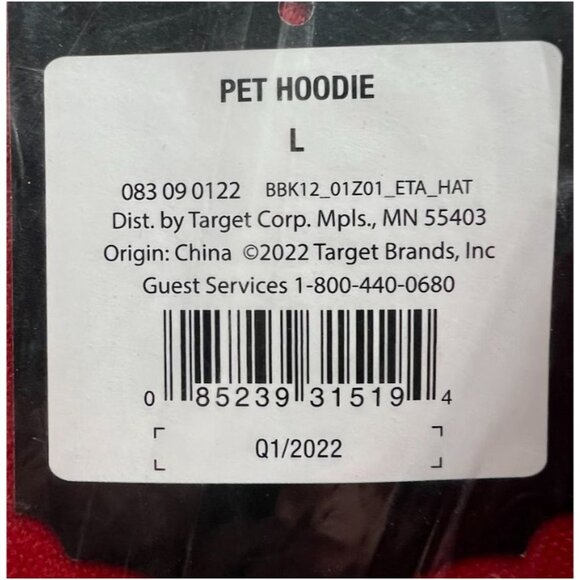 PET HOODIE
L
083 09 0122 BBK12_01Z01_ETA_HAT
Dist. by Target Corp. Mpls., MN 55403
Origin: China ©2022 Target Brands, Inc
Guest Services 1-800-440-0680
0 85239 31519 4
Q1/2022